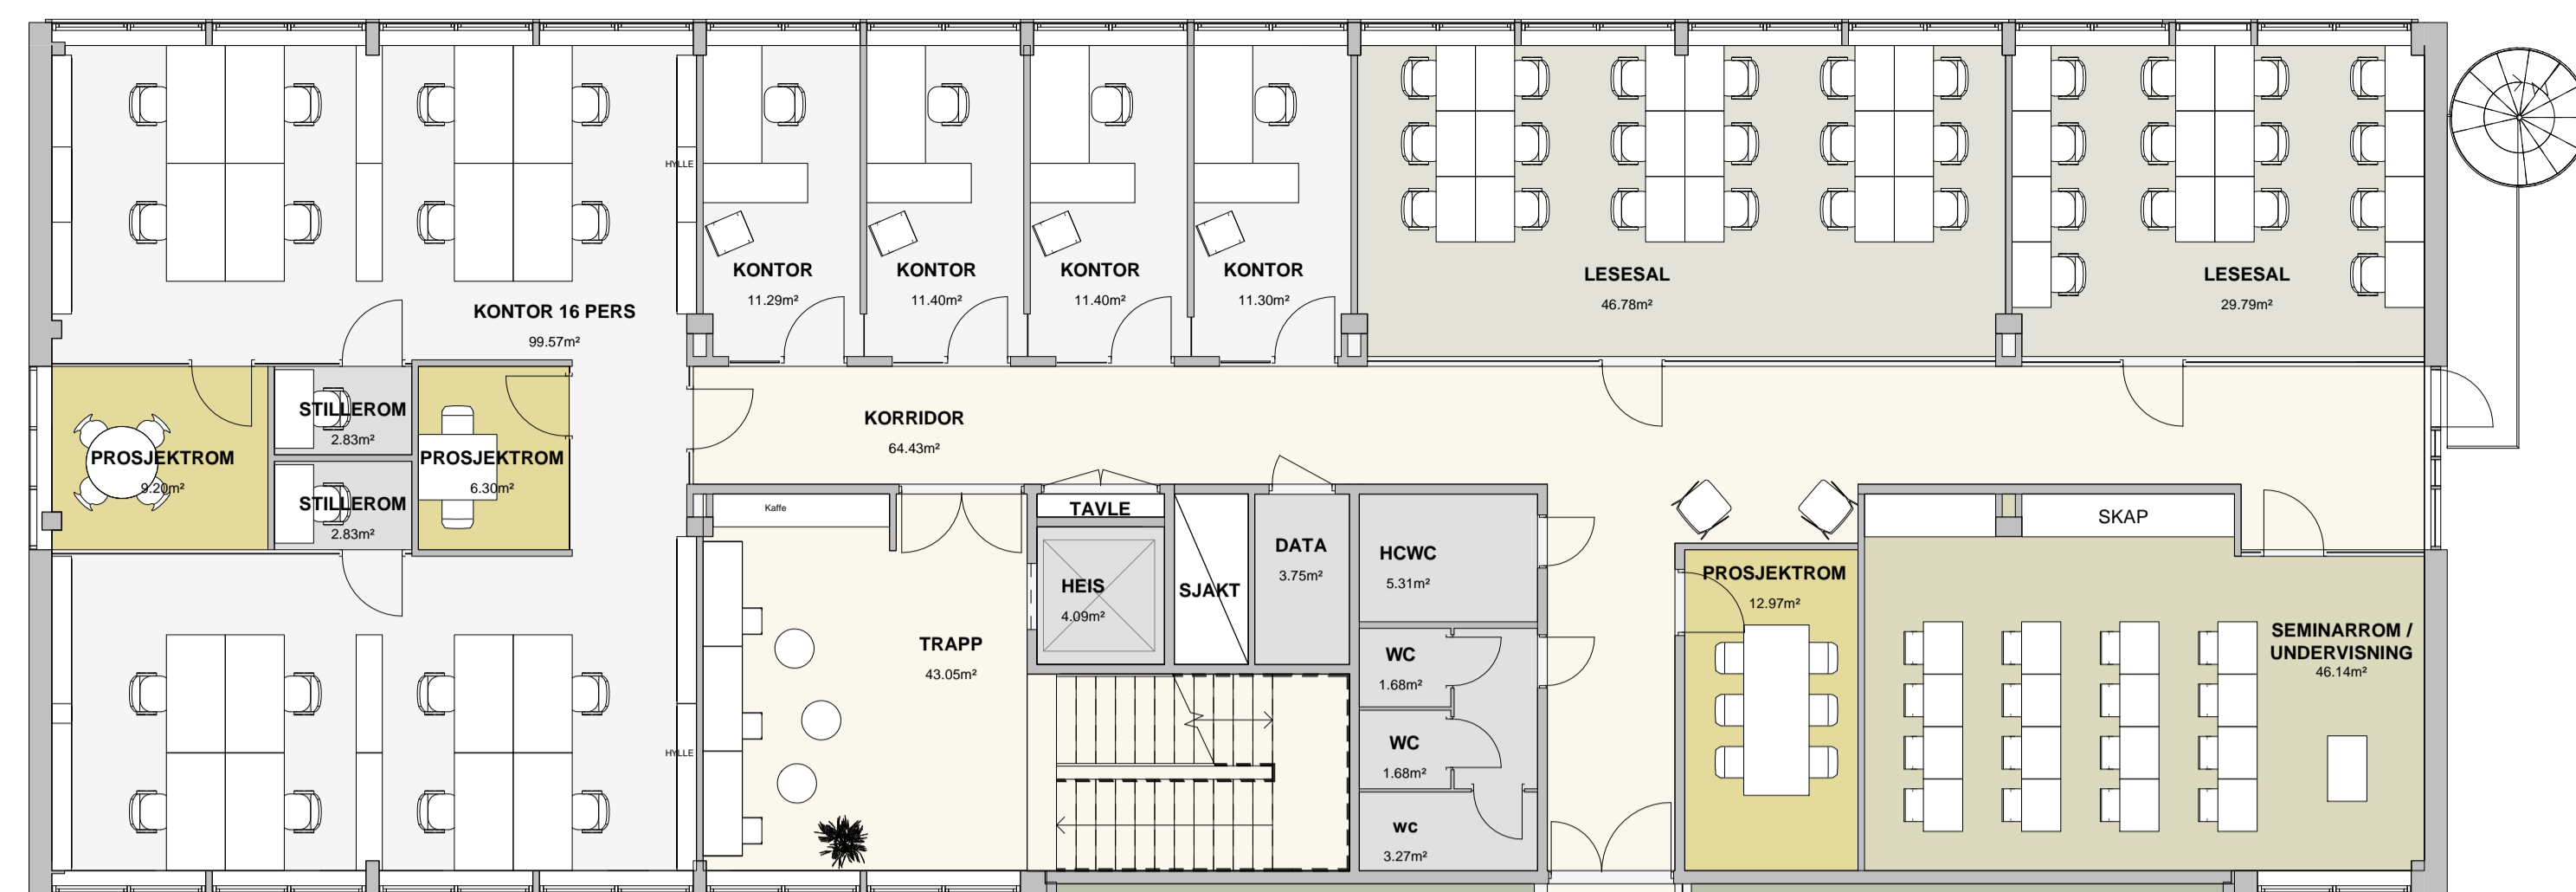 HYLLE
KONTOR
11.29m²
KONTOR
11.40m²
KONTOR
11.40m²
KONTOR
11.30m²
LESESAL
46.78m²
LESESAL
29.79m²
KONTOR 16 PERS
99.57m²
PROSJEKTROM
9.20m²
STILLEROM
2.83m²
STILLEROM
2.83m²
PROSJEKTROM
6.30m²
KORRIDOR
64.43m²
Kaffe
TAVLE
HEIS
4.09m²
SJAKT
DATA
3.75m²
HCWC
5.31m²
SKAP
PROSJEKTROM
12.97m²
TRAPP
43.05m²
WC
1.68m²
WC
1.68m²
wc
3.27m²
SEMINARROM /
UNDERVISNING
46.14m²
HYLLE